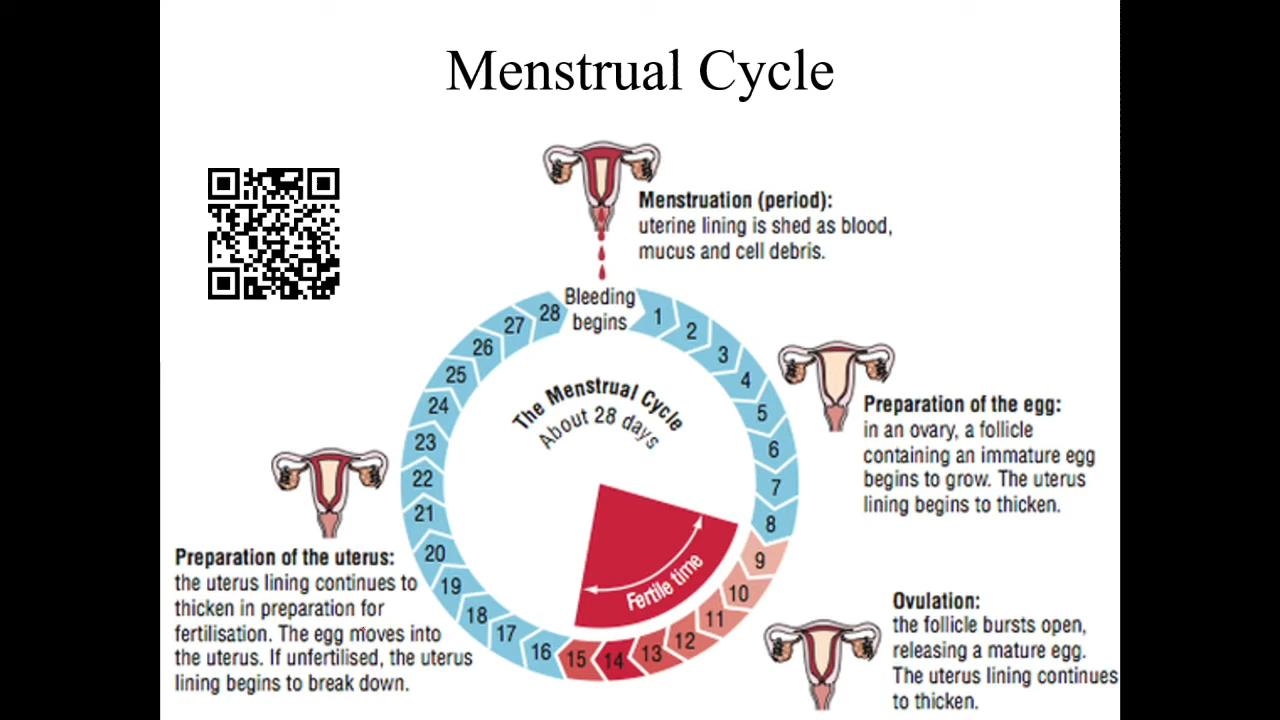 Menstrual Cycle
Menstruation (period):
uterine lining is shed as blood,
mucus and cell debris.
Bleeding
begins
1
2
3
4
5
6
7
8
9
10
11
12
13
14
15
16
17
18
19
20
21
22
23
24
25
26
27
28
The Menstrual Cycle
About 28 days
Fertile time
Preparation of the egg:
in an ovary, a follicle
containing an immature egg
begins to grow. The uterus
lining begins to thicken.
Ovulation:
the follicle bursts open,
releasing a mature egg.
The uterus lining continues
to thicken.
Preparation of the uterus:
the uterus lining continues to
thicken in preparation for
fertilisation. The egg moves into
the uterus. If unfertilised, the uterus
lining begins to break down.